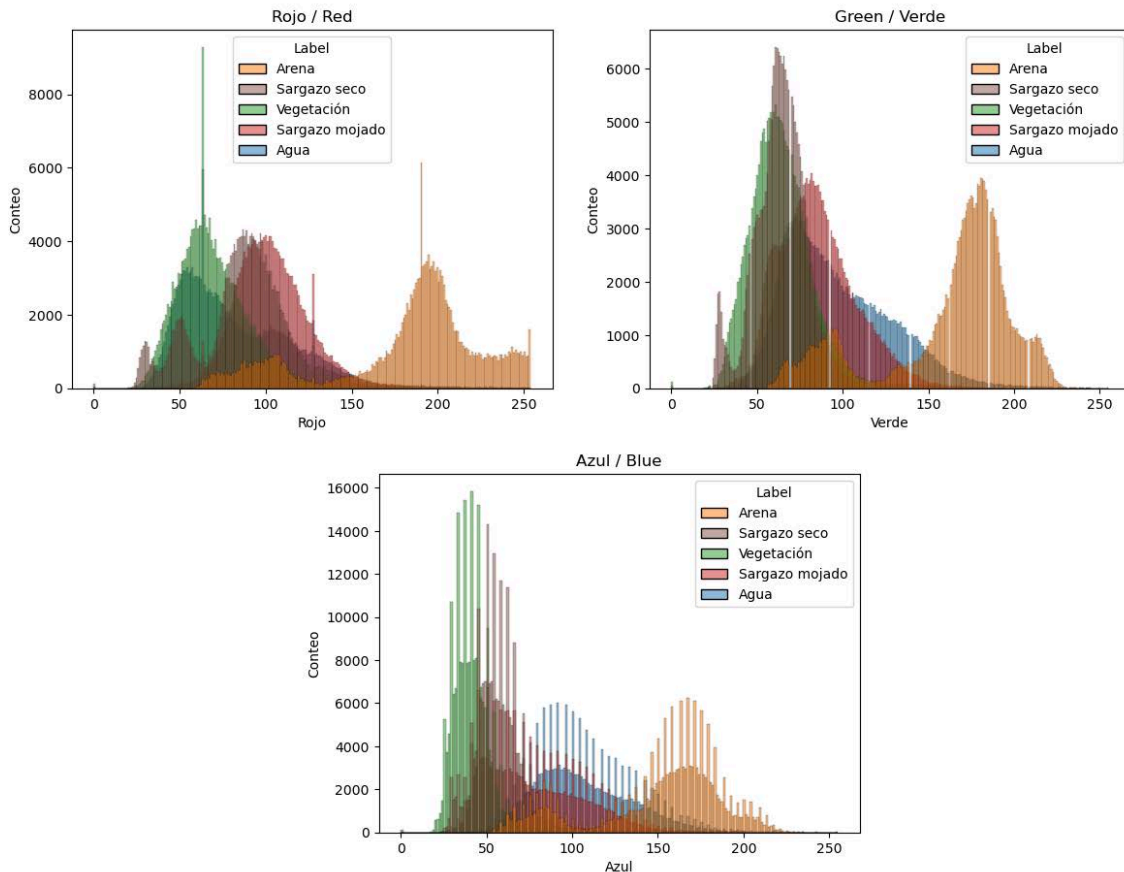 Rojo / Red
Conteo
8000
6000
4000
2000
0
Label
Arena
Sargazo seco
Vegetación
Sargazo mojado
Agua
0 50 100 150 200 250
Rojo
Green / Verde
Conteo
6000
5000
4000
3000
2000
1000
0
Label
Arena
Sargazo seco
Vegetación
Sargazo mojado
Agua
0 50 100 150 200 250
Verde
Azul / Blue
Conteo
16000
14000
12000
10000
8000
6000
4000
2000
0
Label
Arena
Sargazo seco
Vegetación
Sargazo mojado
Agua
0 50 100 150 200 250
Azul